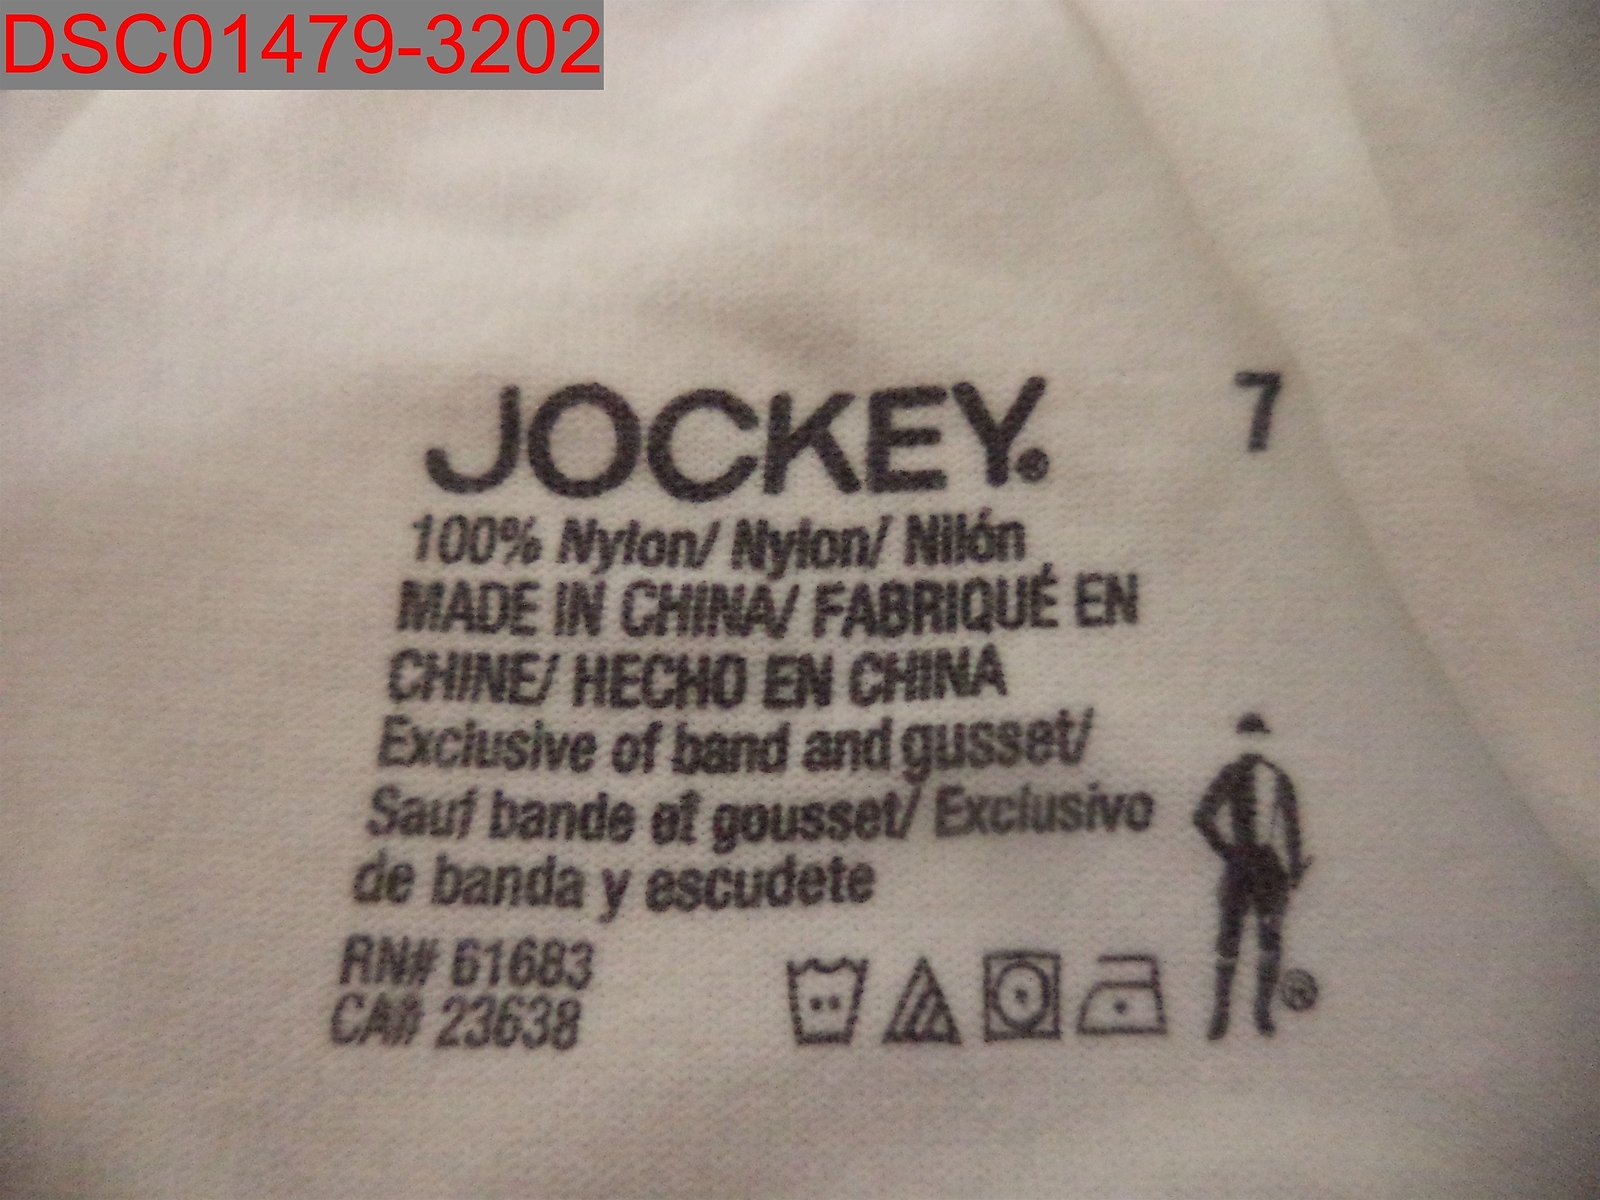 DSC01479-3202
JOCKEY® 7
100% Nylon/ Nylon/ Nilón
MADE IN CHINA/ FABRIQUÉ EN
CHINE/ HECHO EN CHINA
Exclusive of band and gusset/
Sauf bande et gousset/ Exclusivo
de banda y escudete
RN# 61683
CA# 23638
®